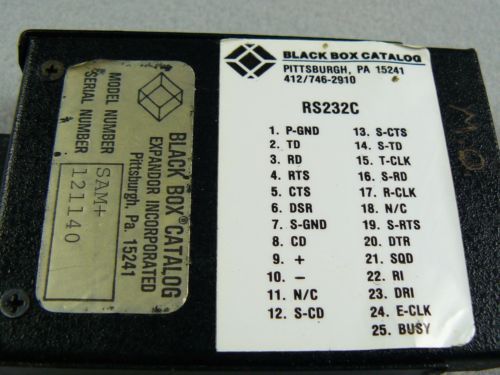 BLACK BOX® CATALOG
EXPANDOR INCORPORATED
Pittsburgh, Pa. 15241
MODEL NUMBER SAM+
SERIAL NUMBER 121140
BLACK BOX CATALOG
PITTSBURGH, PA 15241
412/746-2910
RS232C
1. P-GND
2. TD
3. RD
4. RTS
5. CTS
6. DSR
7. S-GND
8. CD
9. +
10. -
11. N/C
12. S-CD
13. S-CTS
14. S-TD
15. T-CLK
16. S-RD
17. R-CLK
18. N/C
19. S-RTS
20. DTR
21. SQD
22. RI
23. DRI
24. E-CLK
25. BUSY